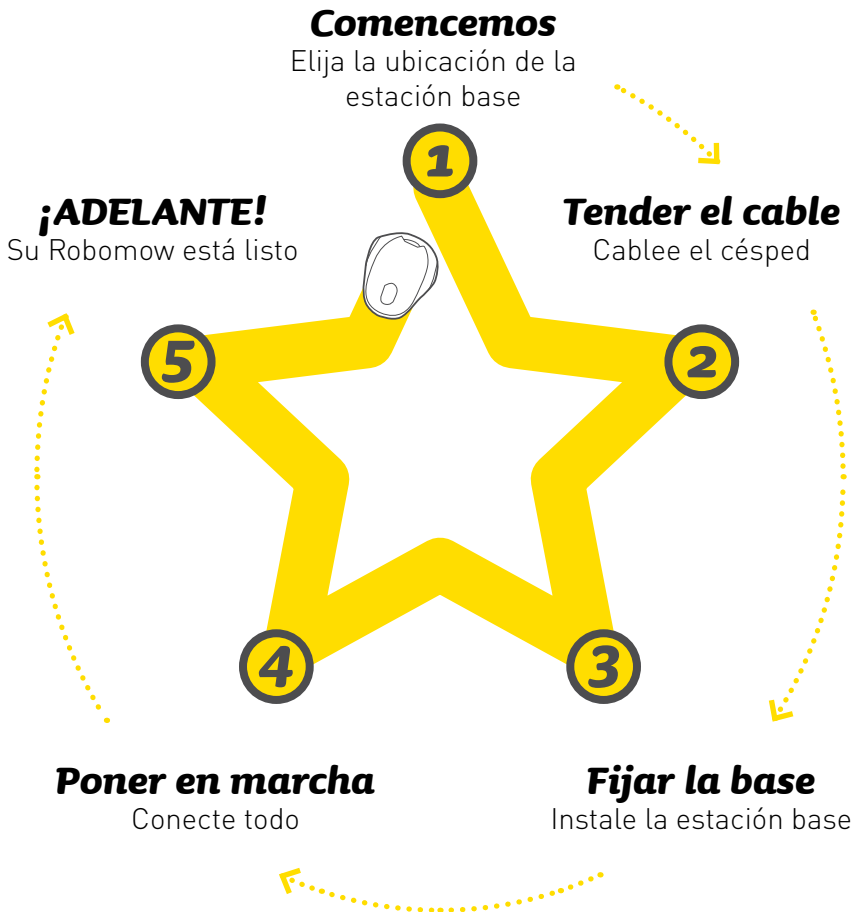 Comencemos
Elija la ubicación de la
estación base
1
Tender el cable
Cablee el césped
2
Fijar la base
Instale la estación base
3
Poner en marcha
Conecte todo
4
¡ADELANTE!
Su Robomow está listo
5